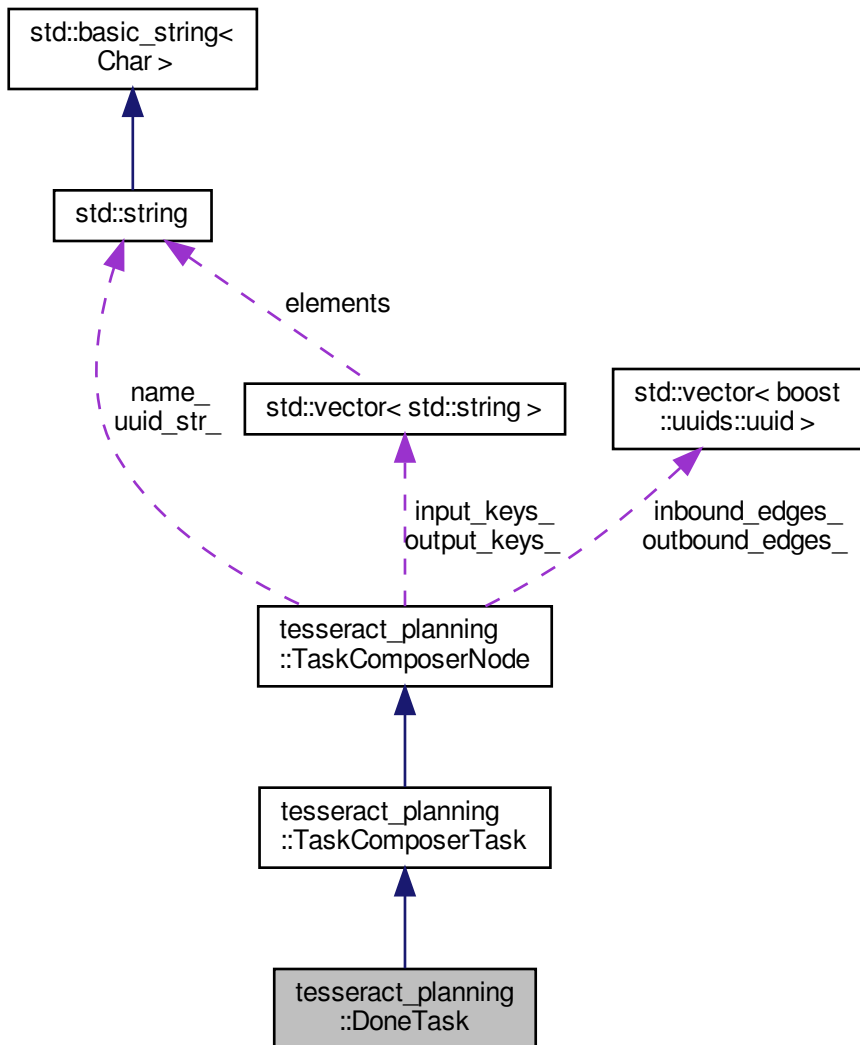 std::basic_string<
Char >
std::string
elements
name_
uuid_str_
std::vector< std::string >
std::vector< boost
::uuids::uuid >
input_keys_
output_keys_
inbound_edges_
outbound_edges_
tesseract_planning
::TaskComposerNode
tesseract_planning
::TaskComposerTask
tesseract_planning
::DoneTask